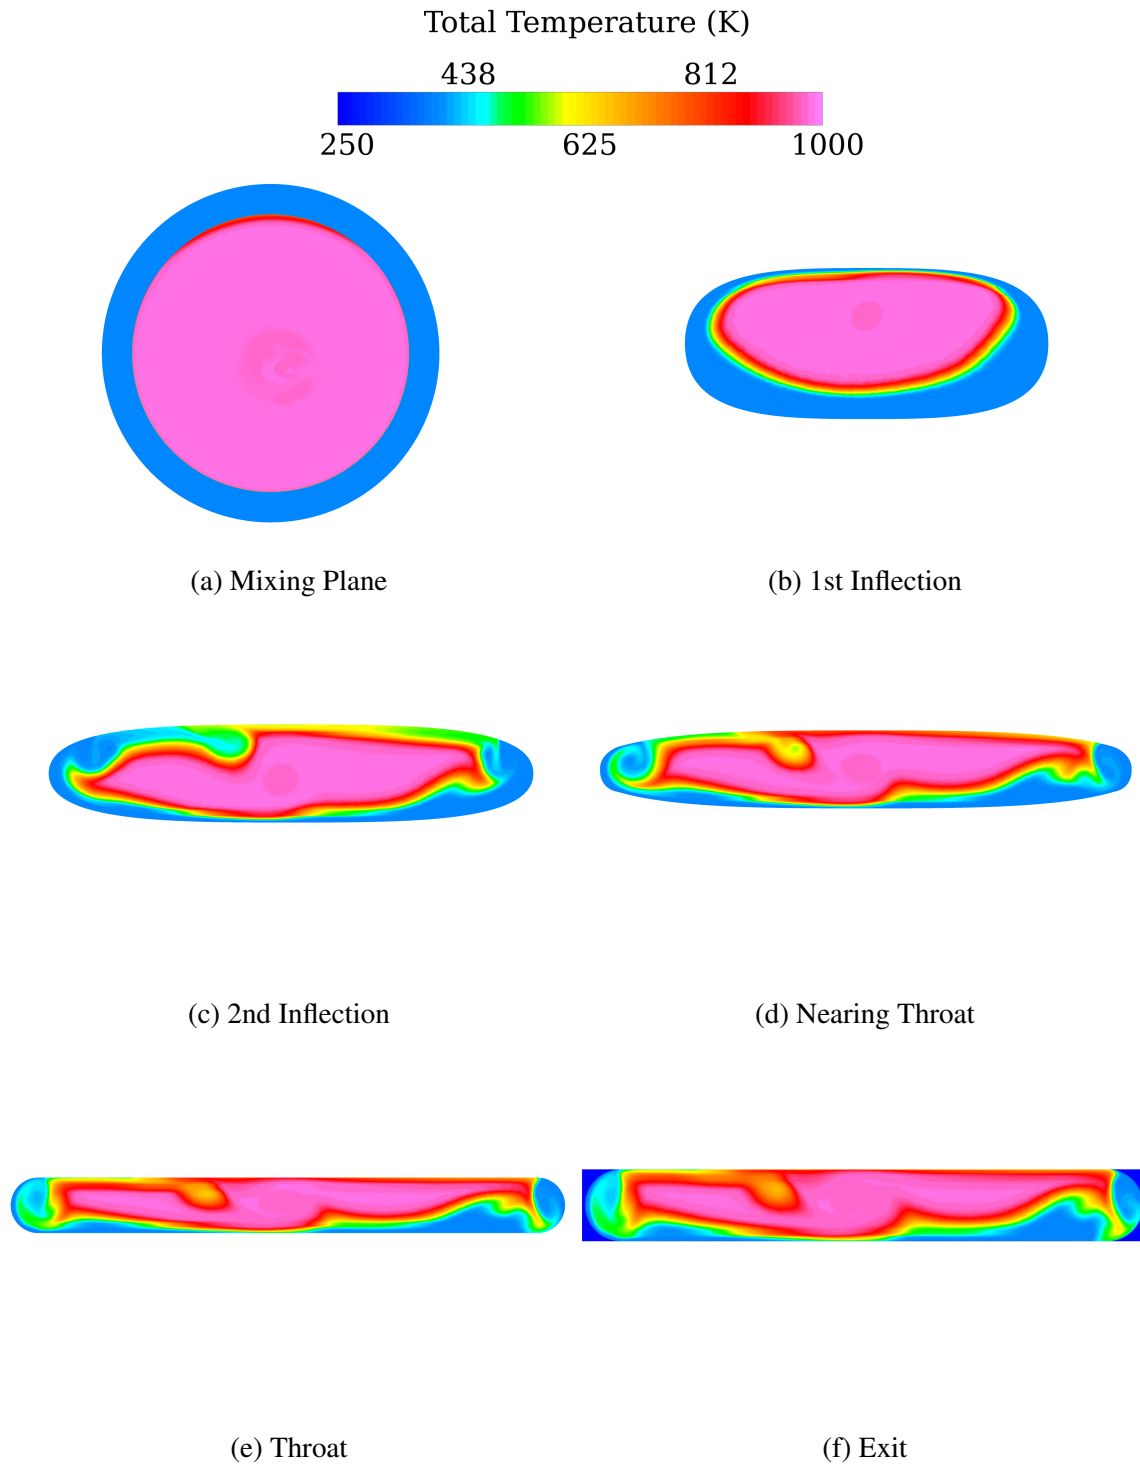 Total Temperature (K)
438 812
250 625 1000
(a) Mixing Plane (b) 1st Inflection
(c) 2nd Inflection (d) Nearing Throat
(e) Throat (f) Exit